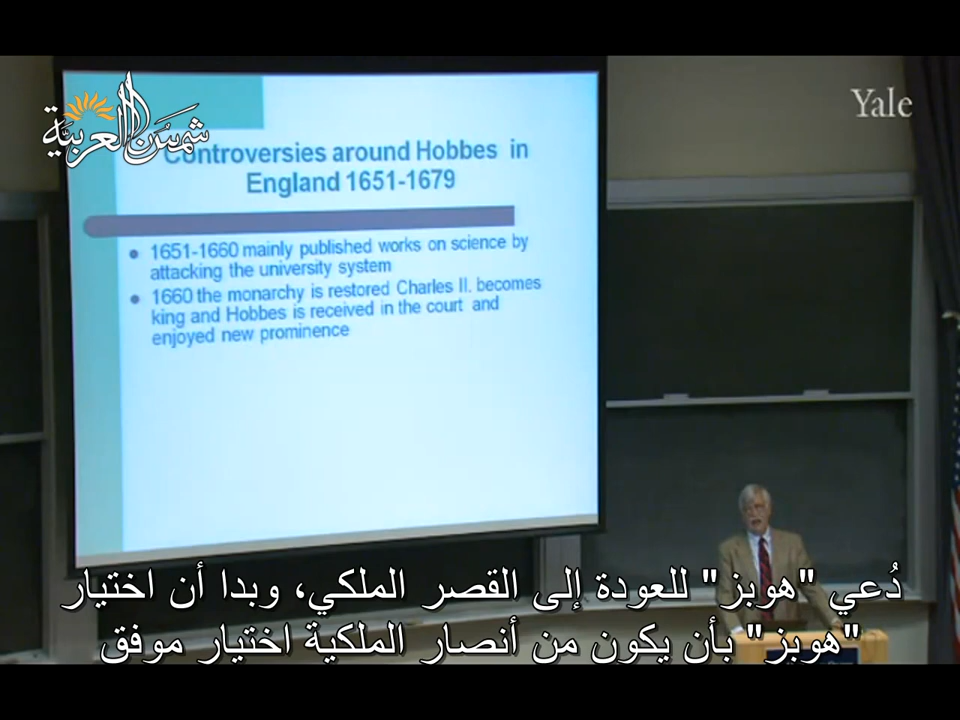 شمس العربية
Yale
Controversies around Hobbes in
England 1651-1679
1651-1660 mainly published works on science by
attacking the university system
1660 the monarchy is restored Charles II. becomes
king and Hobbes is received in the court and
enjoyed new prominence
دُعي "هوبز" للعودة إلى القصر الملكي، وبدا أن اختيار
"هوبز" بأن يكون من أنصار الملكية اختيار موفق